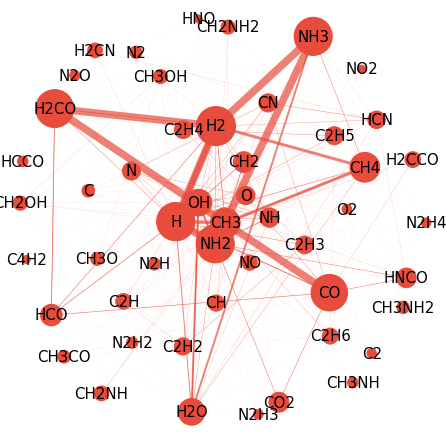 HNO
CH2NH2
NH3
H2CN
N2
NO2
N2O
CH3OH
H2CO
CN
HCN
H2
C2H4
C2H5
HCCO
CH2
H2CCO
CH4
N
C
O
CH2OH
OH
O2
NH
H
CH3
N2H4
NH2
C2H3
C4H2
CH3O
N2H
NO
HNCO
CO
C2H
CH
CH3NH2
HCO
C2H6
N2H2
C2H2
CH3CO
C2
CH3NH
CH2NH
CO2
H2O
N2H3